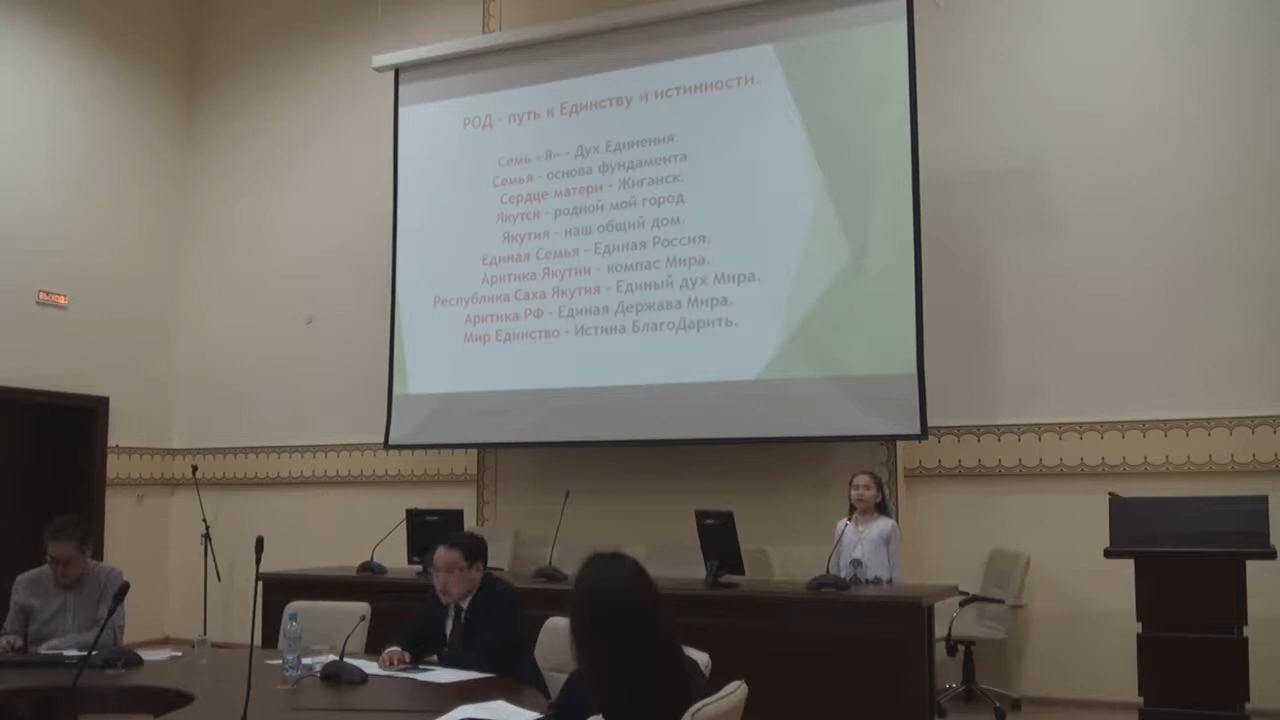 РОД - путь к Единству и истинности.
Семь «Я» - Дух Единения.
Семья - основа фундамента
Сердце матери - Жиганск.
Якутск - родной мой город.
Якутия - наш общий дом.
Единая Семья - Единая Россия.
Арктика Якутии - компас Мира.
Республика Саха Якутия - Единый дух Мира.
Арктика РФ - Единая Держава Мира.
Мир Единство - Истина БлагоДарить.
ВЫХОД